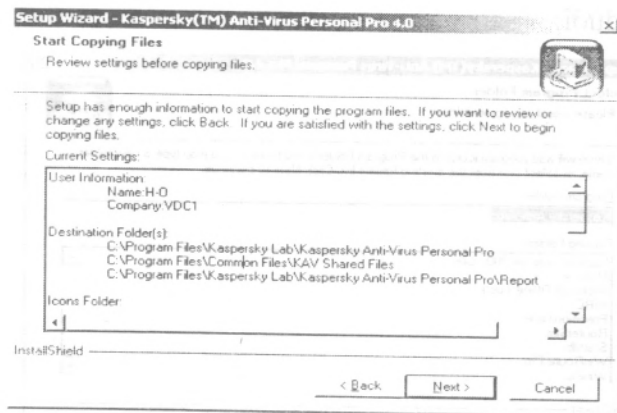 Setup Wizard - Kaspersky(TM) Anti-Virus Personal Pro 4.0
Start Copying Files
Review settings before copying files.
Setup has enough information to start copying the program files. If you want to review or
change any settings, click Back. If you are satisfied with the settings, click Next to begin
copying files.
Current Settings:
User Information:
Name:H-O
Company:VDC1
Destination Folder(s):
C:\Program Files\Kaspersky Lab\Kaspersky Anti-Virus Personal Pro
C:\Program Files\Common Files\KAV Shared Files
C:\Program Files\Kaspersky Lab\Kaspersky Anti-Virus Personal Pro\Report
Icons Folder:
InstallShield
< Back
Next >
Cancel